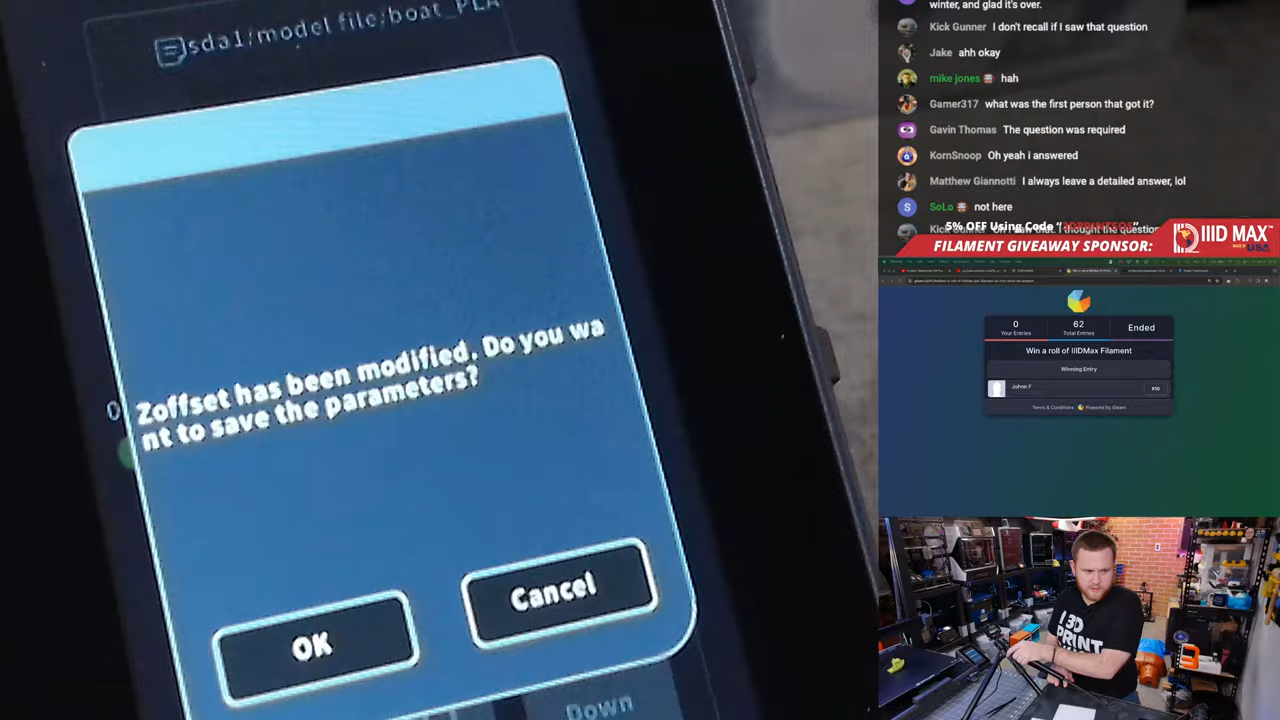 sda1/model file/boat_PLA
Zoffset has been modified. Do you wa
nt to save the parameters?
OK
Cancel
Down
winter, and glad it's over.
Kick Gunner I don't recall if I saw that question
Jake ahh okay
mike jones hah
Gamer317 what was the first person that got it?
Gavin Thomas The question was required
KornSnoop Oh yeah i answered
Matthew Giannotti I always leave a detailed answer, lol
SoLo not here
5% OFF Using Code "
FILAMENT GIVEAWAY SPONSOR:
IIID MAX
USA
0
Your Entries
62
Total Entries
Ended
Win a roll of IIIDMax Filament
Winning Entry
Johnn F
#10
Terms & Conditions
Powered by Gleam
I 3D
PRINT